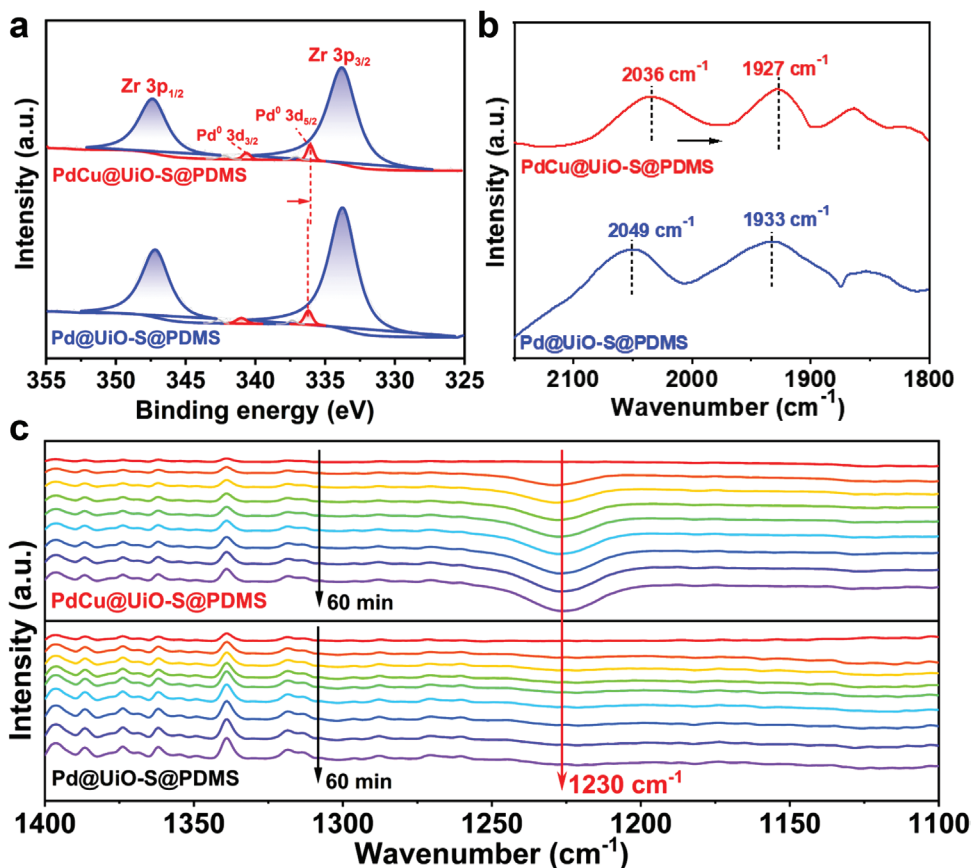 a
Intensity (a.u.)
Zr 3p1/2
Zr 3p3/2
Pd0 3d3/2
Pd0 3d5/2
PdCu@UiO-S@PDMS
Pd@UiO-S@PDMS
355 350 345 340 335 330 325
Binding energy (eV)
b
Intensity (a.u.)
2036 cm-1
1927 cm-1
PdCu@UiO-S@PDMS
2049 cm-1
1933 cm-1
Pd@UiO-S@PDMS
2100 2000 1900 1800
Wavenumber (cm-1)
c
Intensity (a.u.)
PdCu@UiO-S@PDMS
60 min
Pd@UiO-S@PDMS
60 min
1230 cm-1
1400 1350 1300 1250 1200 1150 1100
Wavenumber (cm-1)